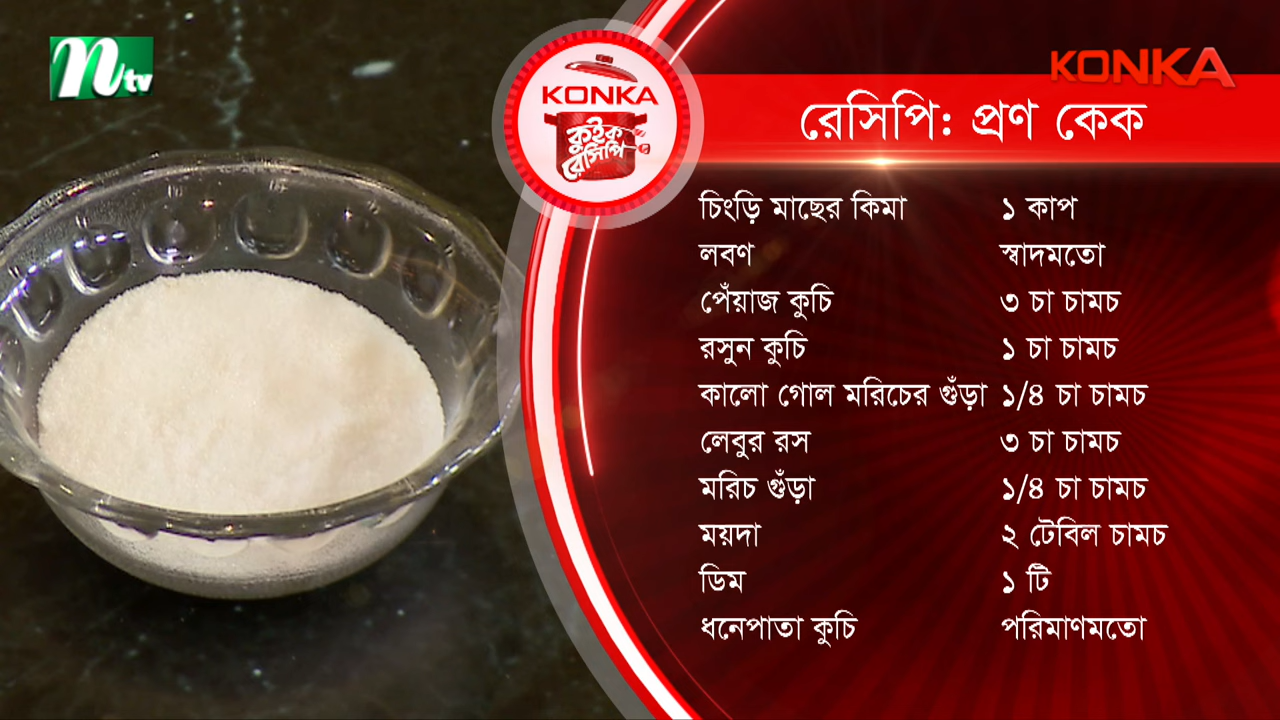 ntv
KONKA
KONKA
কুইক
রেসিপি
রেসিপি: প্রণ কেক
চিংড়ি মাছের কিমা ১ কাপ
লবণ স্বাদমতো
পেঁয়াজ কুচি ৩ চা চামচ
রসুন কুচি ১ চা চামচ
কালো গোল মরিচের গুঁড়া ১/৪ চা চামচ
লেবুর রস ৩ চা চামচ
মরিচ গুঁড়া ১/৪ চা চামচ
ময়দা ২ টেবিল চামচ
ডিম ১ টি
ধনেপাতা কুচি পরিমাণমতো